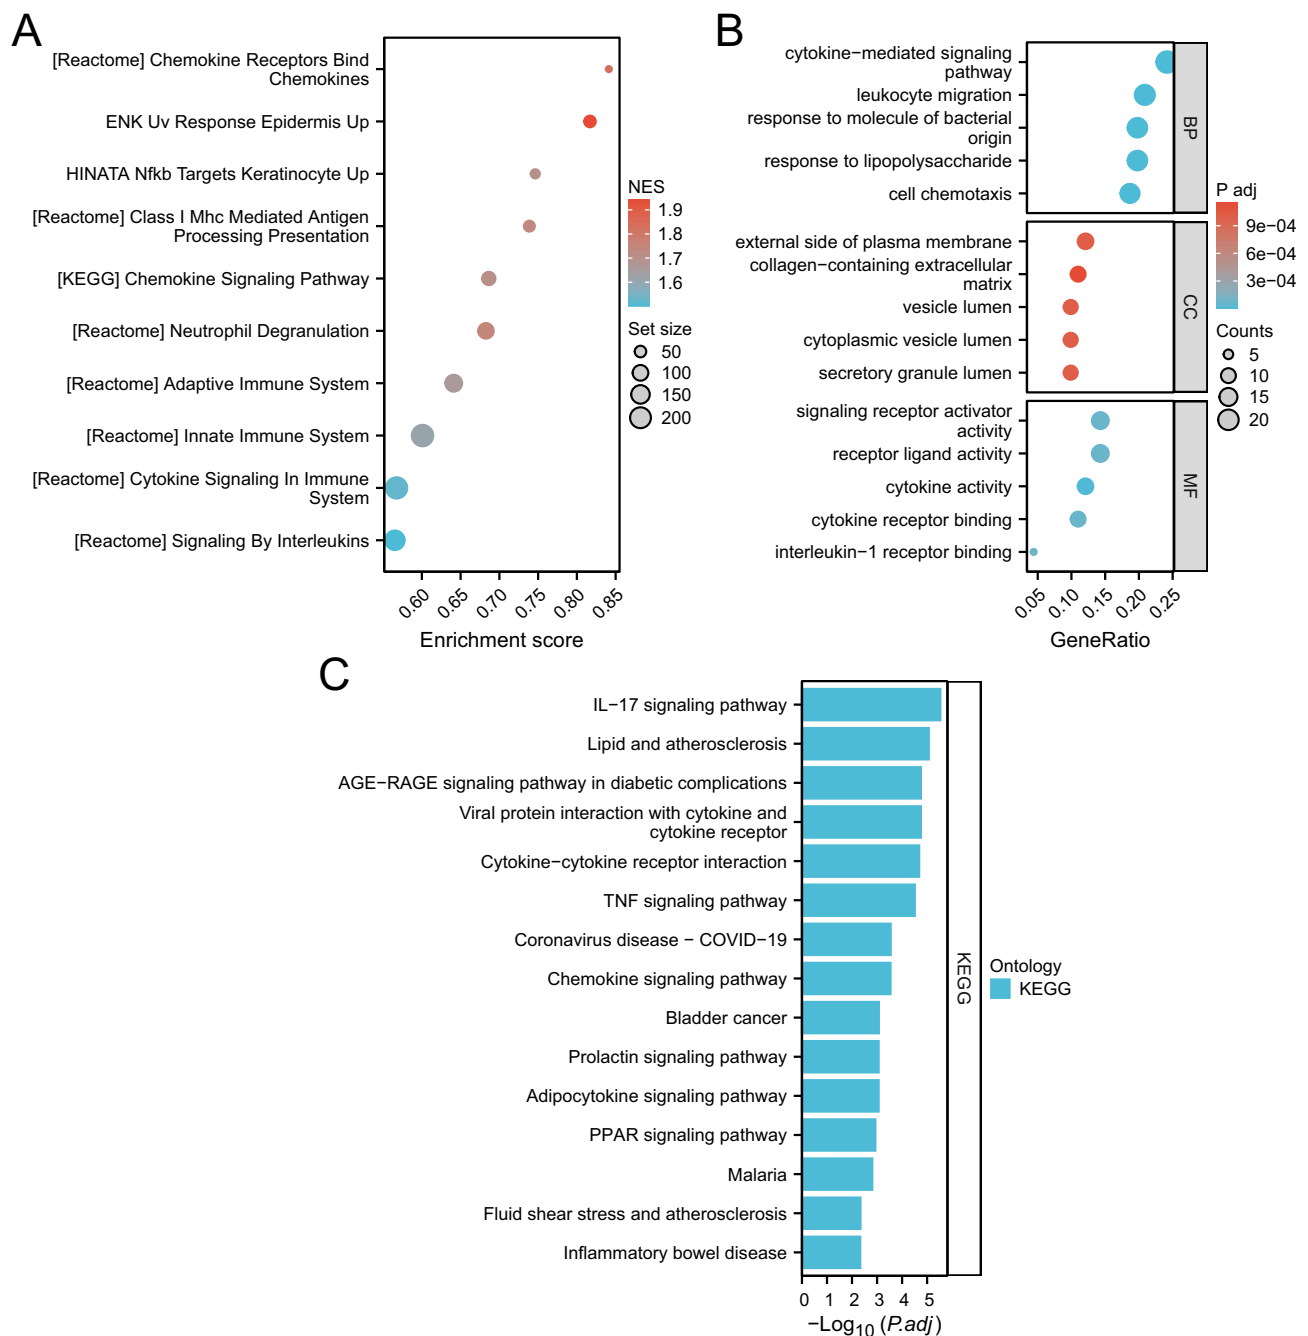 A
[Reactome] Chemokine Receptors Bind
Chemokines
ENK Uv Response Epidermis Up
HINATA Nfkb Targets Keratinocyte Up
[Reactome] Class I Mhc Mediated Antigen
Processing Presentation
[KEGG] Chemokine Signaling Pathway
[Reactome] Neutrophil Degranulation
[Reactome] Adaptive Immune System
[Reactome] Innate Immune System
[Reactome] Cytokine Signaling In Immune
System
[Reactome] Signaling By Interleukins
0.60 0.65 0.70 0.75 0.80 0.85
Enrichment score
NES
1.9
1.8
1.7
1.6
Set size
50
100
150
200
B
cytokine−mediated signaling
pathway
leukocyte migration
response to molecule of bacterial
origin
response to lipopolysaccharide
cell chemotaxis
BP
external side of plasma membrane
collagen−containing extracellular
matrix
vesicle lumen
cytoplasmic vesicle lumen
secretory granule lumen
CC
signaling receptor activator
activity
receptor ligand activity
cytokine activity
cytokine receptor binding
interleukin−1 receptor binding
MF
0.05 0.10 0.15 0.20 0.25
GeneRatio
P adj
9e−04
6e−04
3e−04
Counts
5
10
15
20
C
IL−17 signaling pathway
Lipid and atherosclerosis
AGE−RAGE signaling pathway in diabetic complications
Viral protein interaction with cytokine and
cytokine receptor
Cytokine−cytokine receptor interaction
TNF signaling pathway
Coronavirus disease − COVID−19
Chemokine signaling pathway
Bladder cancer
Prolactin signaling pathway
Adipocytokine signaling pathway
PPAR signaling pathway
Malaria
Fluid shear stress and atherosclerosis
Inflammatory bowel disease
KEGG
0 1 2 3 4 5
−Log10 (P.adj)
Ontology
KEGG